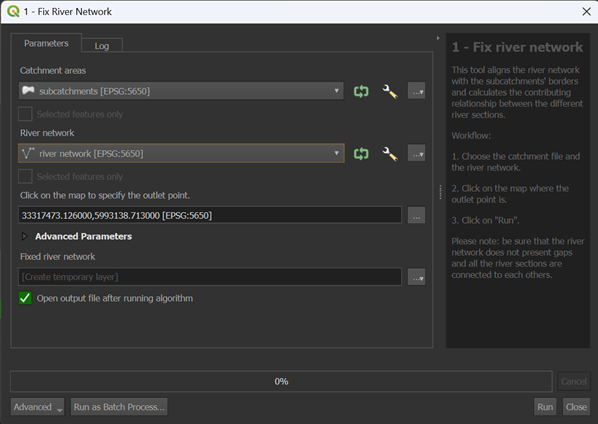 1 - Fix River Network
Parameters
Log
Catchment areas
subcatchments [EPSG:5650]
Selected features only
River network
river network [EPSG:5650]
Selected features only
Click on the map to specify the outlet point.
33317473.126000,5993138.713000 [EPSG:5650]
...
Advanced Parameters
Fixed river network
[Create temporary layer]
Open output file after running algorithm
1 - Fix river network
This tool aligns the river network
with the subcatchments' borders
and calculates the contributing
relationship between the different
river sections.
Workflow:
1. Choose the catchment file and
the river network.
2. Click on the map where the
outlet point is.
3. Click on "Run".
Please note: be sure that the river
network does not present gaps
and all the river sections are
connected to each others.
0%
Cancel
Advanced
Run as Batch Process...
Run
Close